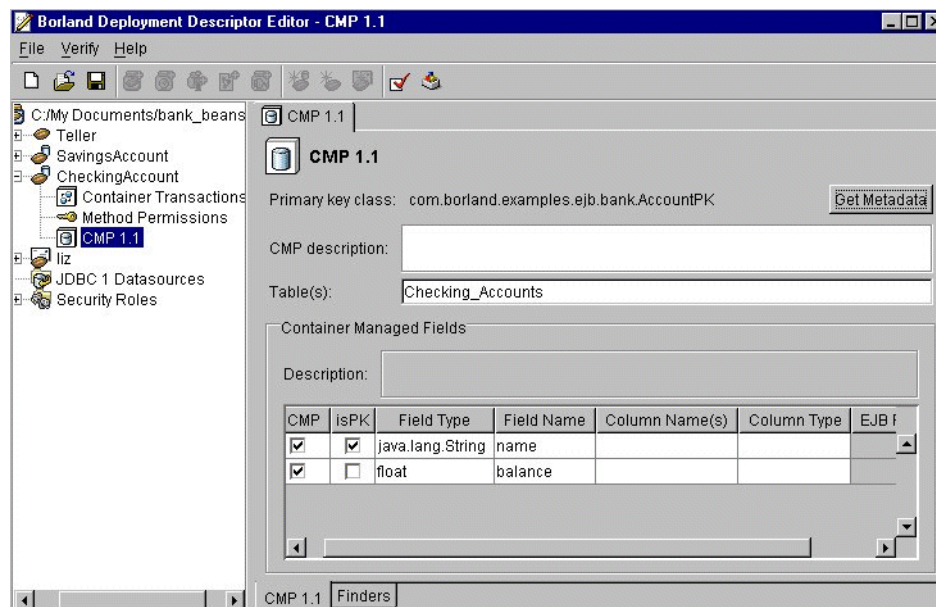 Borland Deployment Descriptor Editor - CMP 1.1
File Verify Help
C:/My Documents/bank_beans
Teller
SavingsAccount
CheckingAccount
Container Transactions
Method Permissions
CMP 1.1
liz
JDBC 1 Datasources
Security Roles
CMP 1.1
CMP 1.1
Primary key class: com.borland.examples.ejb.bank.AccountPK Get Metadata
CMP description:
Table(s): Checking_Accounts
Container Managed Fields
Description:
CMP isPK Field Type Field Name Column Name(s) Column Type EJB
java.lang.String name
float balance
CMP 1.1 Finders